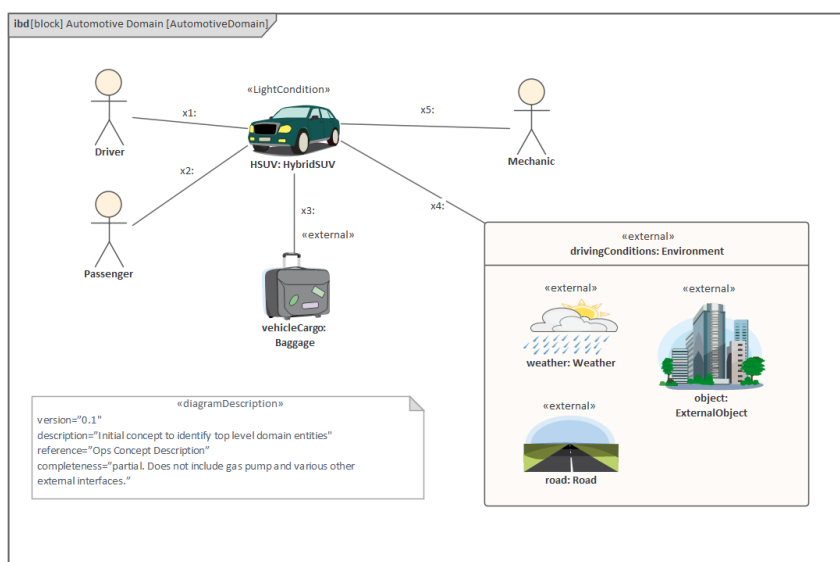 ibd [block] Automotive Domain [AutomotiveDomain]
«LightCondition»
x1:
x5:
Driver
HSUV: HybridSUV
Mechanic
x2:
x3:
x4:
«external»
Passenger
vehicleCargo:
Baggage
«external»
drivingConditions: Environment
«external»
weather: Weather
«external»
object:
ExternalObject
«external»
road: Road
«diagramDescription»
version="0.1"
description="Initial concept to identify top level domain entities"
reference="Ops Concept Description"
completeness="partial. Does not include gas pump and various other
external interfaces."